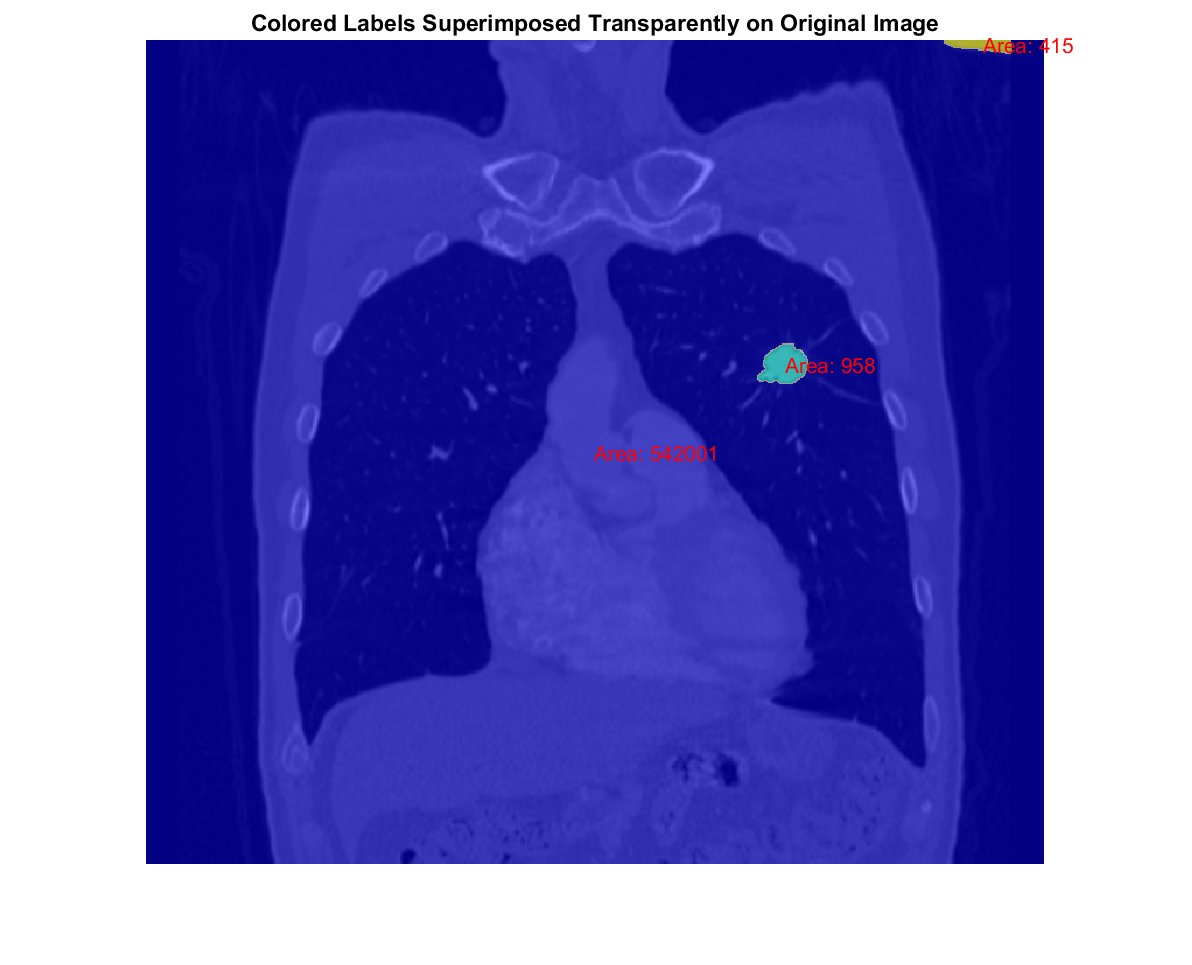 Colored Labels Superimposed Transparently on Original Image
Area: 415
Area: 958
Area: 542001